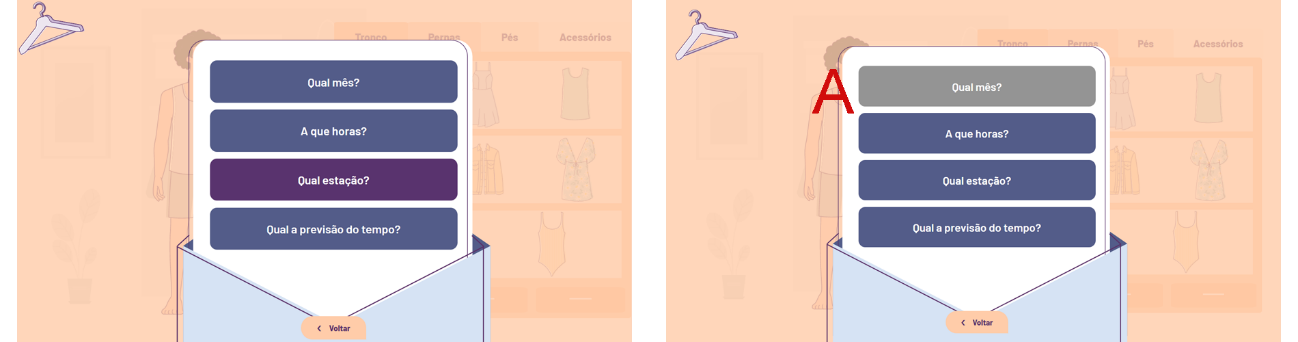 Tronco Pernas Pés Acessórios
Qual mês?
A que horas?
Qual estação?
Qual a previsão do tempo?
Voltar
Tronco Pernas Pés Acessórios
A
Qual mês?
A que horas?
Qual estação?
Qual a previsão do tempo?
Voltar